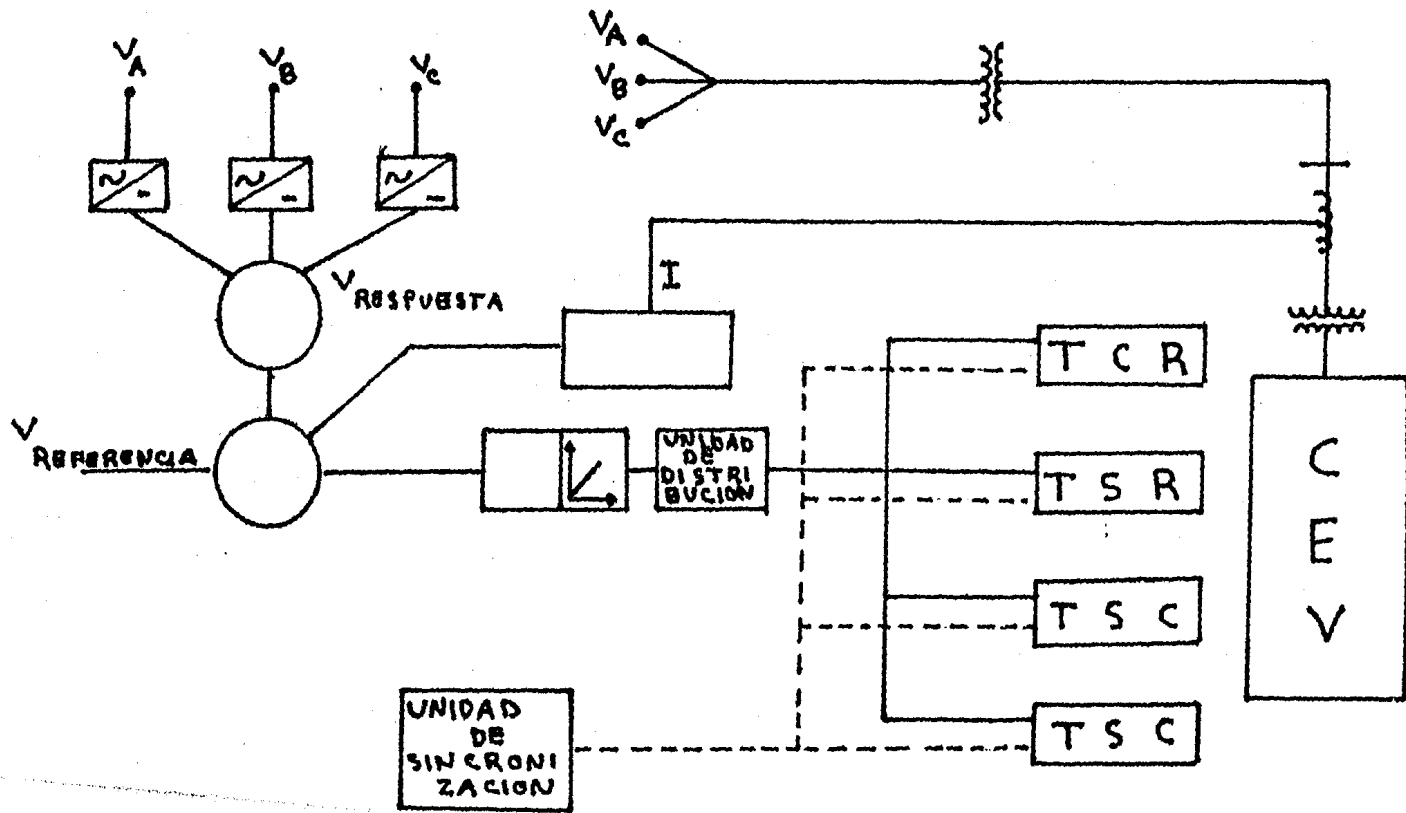 VA
VB
VC
VA
VB
VC
~
-
~
-
~
-
VRESPUESTA
I
VREFERENCIA
UNIDAD
DE
DISTRI
BUCION
T C R
T S R
T S C
T S C
C
E
V
UNIDAD
DE
SINCRONI
ZACION